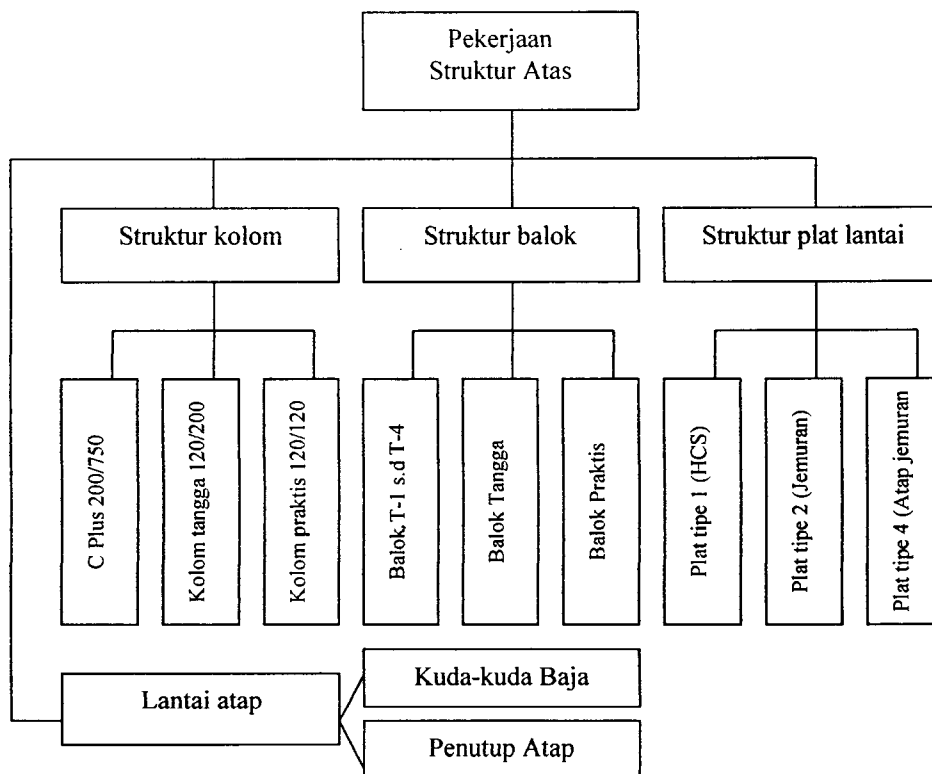 Pekerjaan
Struktur Atas
Struktur kolom
Struktur balok
Struktur plat lantai
C Plus 200/750
Kolom tangga 120/200
Kolom praktis 120/120
Balok.T-1 s.d T-4
Balok Tangga
Balok Praktis
Plat tipe 1 (HCS)
Plat tipe 2 (Jemuran)
Plat tipe 4 (Atap jemuran
Lantai atap
Kuda-kuda Baja
Penutup Atap